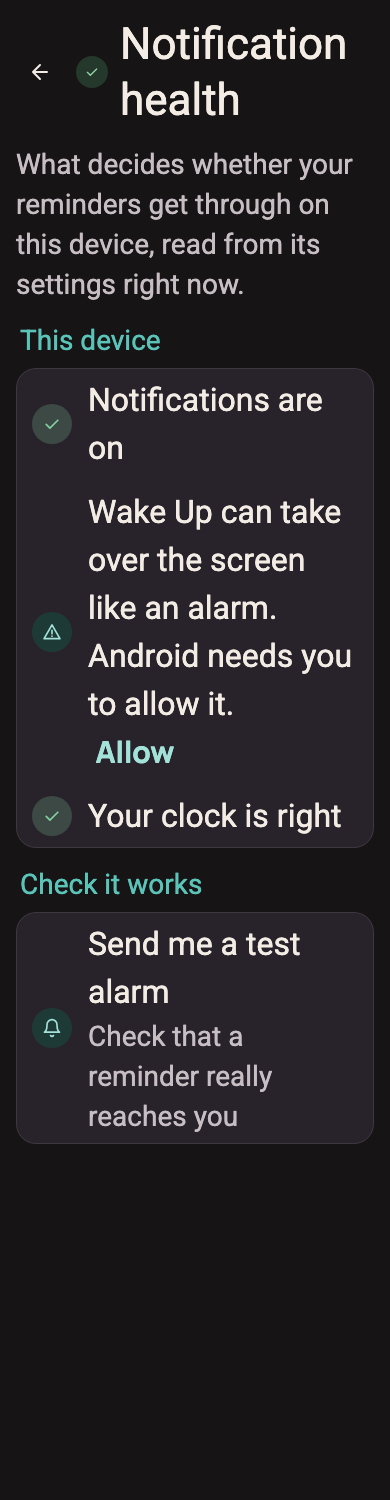 Notification
health
What decides whether your
reminders get through on
this device, read from its
settings right now.
This device
Notifications are
on
Wake Up can take
over the screen
like an alarm.
Android needs you
to allow it.
Allow
Your clock is right
Check it works
Send me a test
alarm
Check that a
reminder really
reaches you